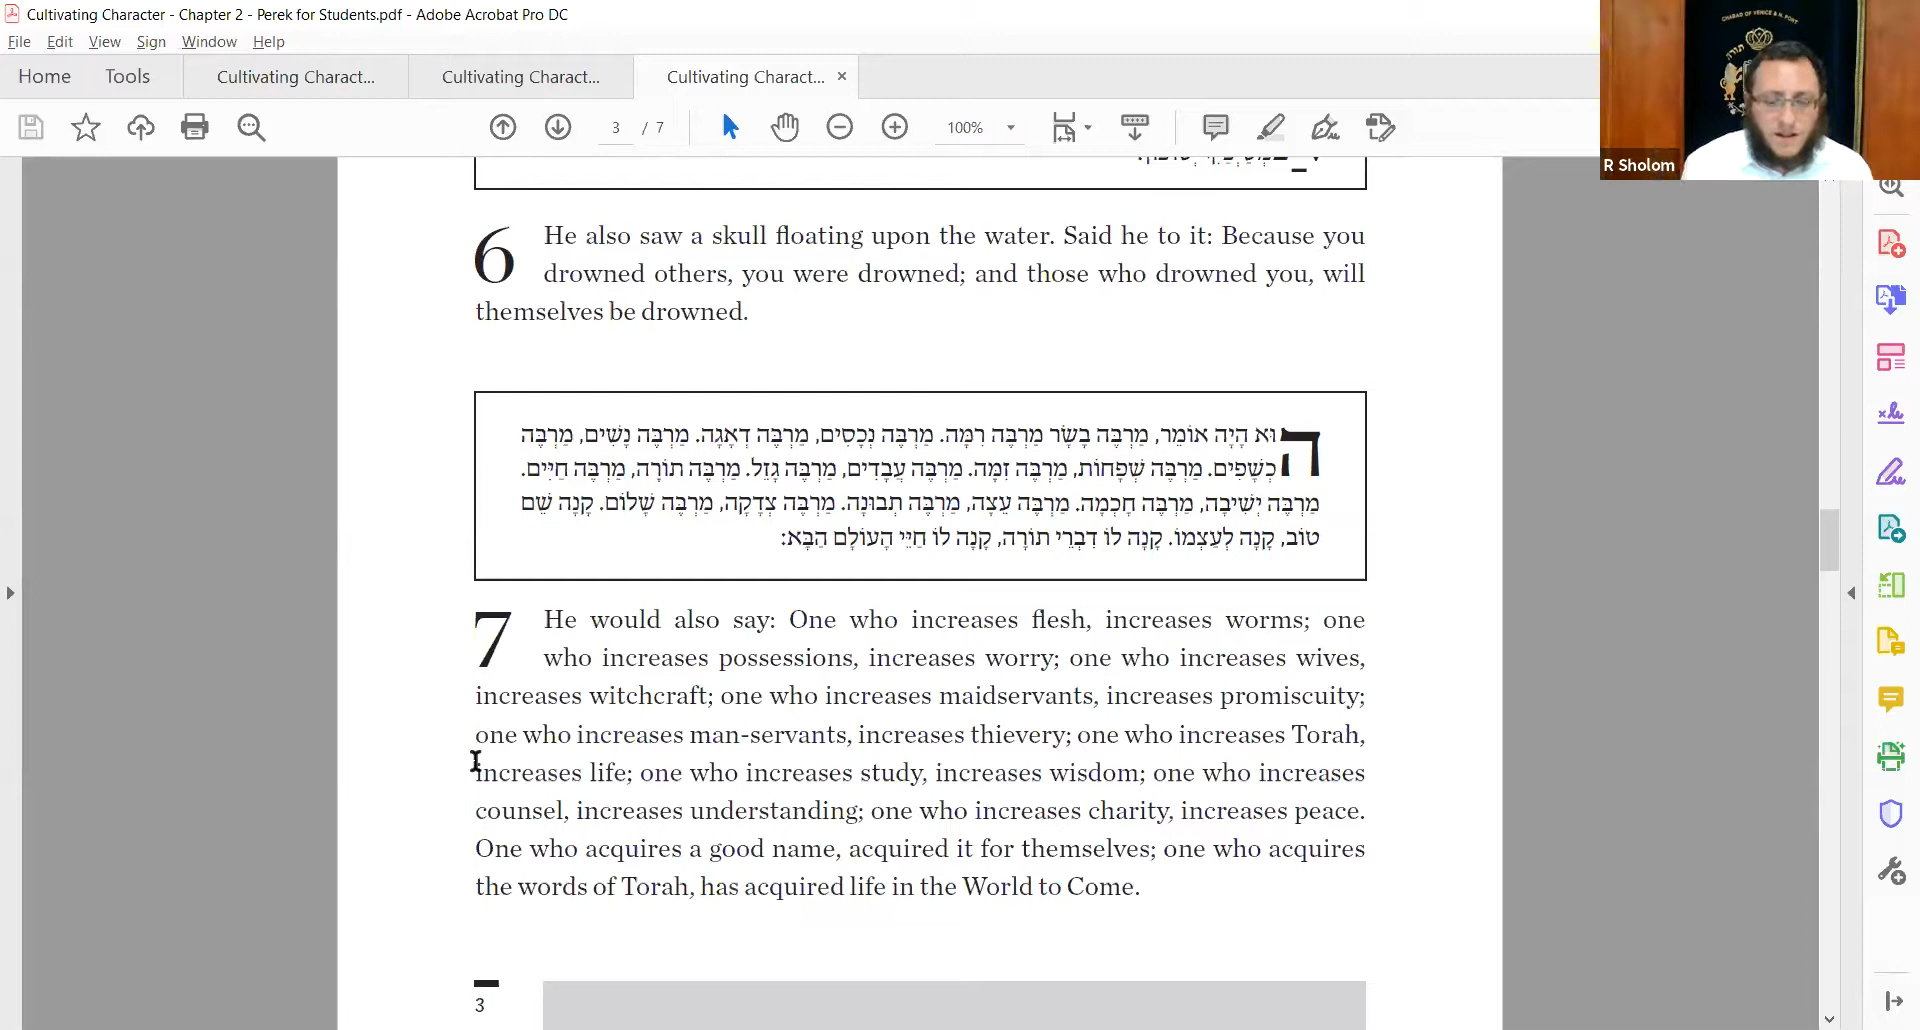 Cultivating Character - Chapter 2 - Perek for Students.pdf - Adobe Acrobat Pro DC
File Edit View Sign Window Help
Home Tools Cultivating Charact... Cultivating Charact... Cultivating Charact... ×
3 / 7 100%
CHABAD OF VENICE & N. PORT
R Sholom
6 He also saw a skull floating upon the water. Said he to it: Because you
drowned others, you were drowned; and those who drowned you, will
themselves be drowned.
הוּא הָיָה אוֹמֵר, מַרְבֶּה בָשָׂר מַרְבֶּה רִמָּה. מַרְבֶּה נְכָסִים, מַרְבֶּה דְאָגָה. מַרְבֶּה נָשִׁים, מַרְבֶּה
כְשָׁפִים. מַרְבֶּה שְׁפָחוֹת, מַרְבֶּה זִמָּה. מַרְבֶּה עֲבָדִים, מַרְבֶּה גָזֵל. מַרְבֶּה תוֹרָה, מַרְבֶּה חַיִּים.
מַרְבֶּה יְשִׁיבָה, מַרְבֶּה חָכְמָה. מַרְבֶּה עֵצָה, מַרְבֶּה תְבוּנָה. מַרְבֶּה צְדָקָה, מַרְבֶּה שָׁלוֹם. קָנָה שֵׁם
טוֹב, קָנָה לְעַצְמוֹ. קָנָה לוֹ דִבְרֵי תוֹרָה, קָנָה לוֹ חַיֵּי הָעוֹלָם הַבָּא:
7 He would also say: One who increases flesh, increases worms; one
who increases possessions, increases worry; one who increases wives,
increases witchcraft; one who increases maidservants, increases promiscuity;
one who increases man-servants, increases thievery; one who increases Torah,
increases life; one who increases study, increases wisdom; one who increases
counsel, increases understanding; one who increases charity, increases peace.
One who acquires a good name, acquired it for themselves; one who acquires
the words of Torah, has acquired life in the World to Come.
3